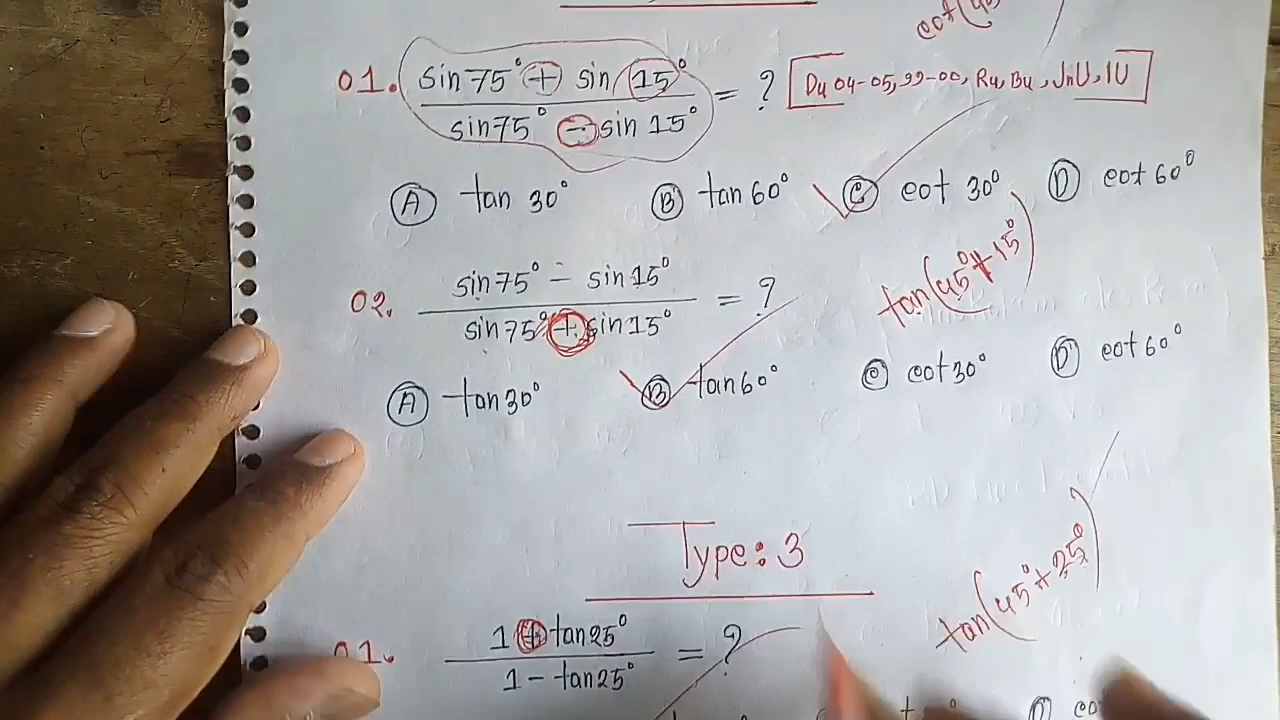 cot(
01. sin75° + sin 15° / sin75° - sin 15° = ? [Du 04-05, 99-00, Ru, Bu, JnU, IU]
Ⓐ tan 30° Ⓑ tan 60° Ⓒ cot 30° Ⓓ cot 60°
tan(45°+15°)
02. sin75° - sin15° / sin75° + sin15° = ?
Ⓐ tan30° Ⓑ tan60° Ⓒ cot30° Ⓓ cot60°
Type: 3
tan(45°+25°)
01. 1 + tan25° / 1 - tan25° = ?